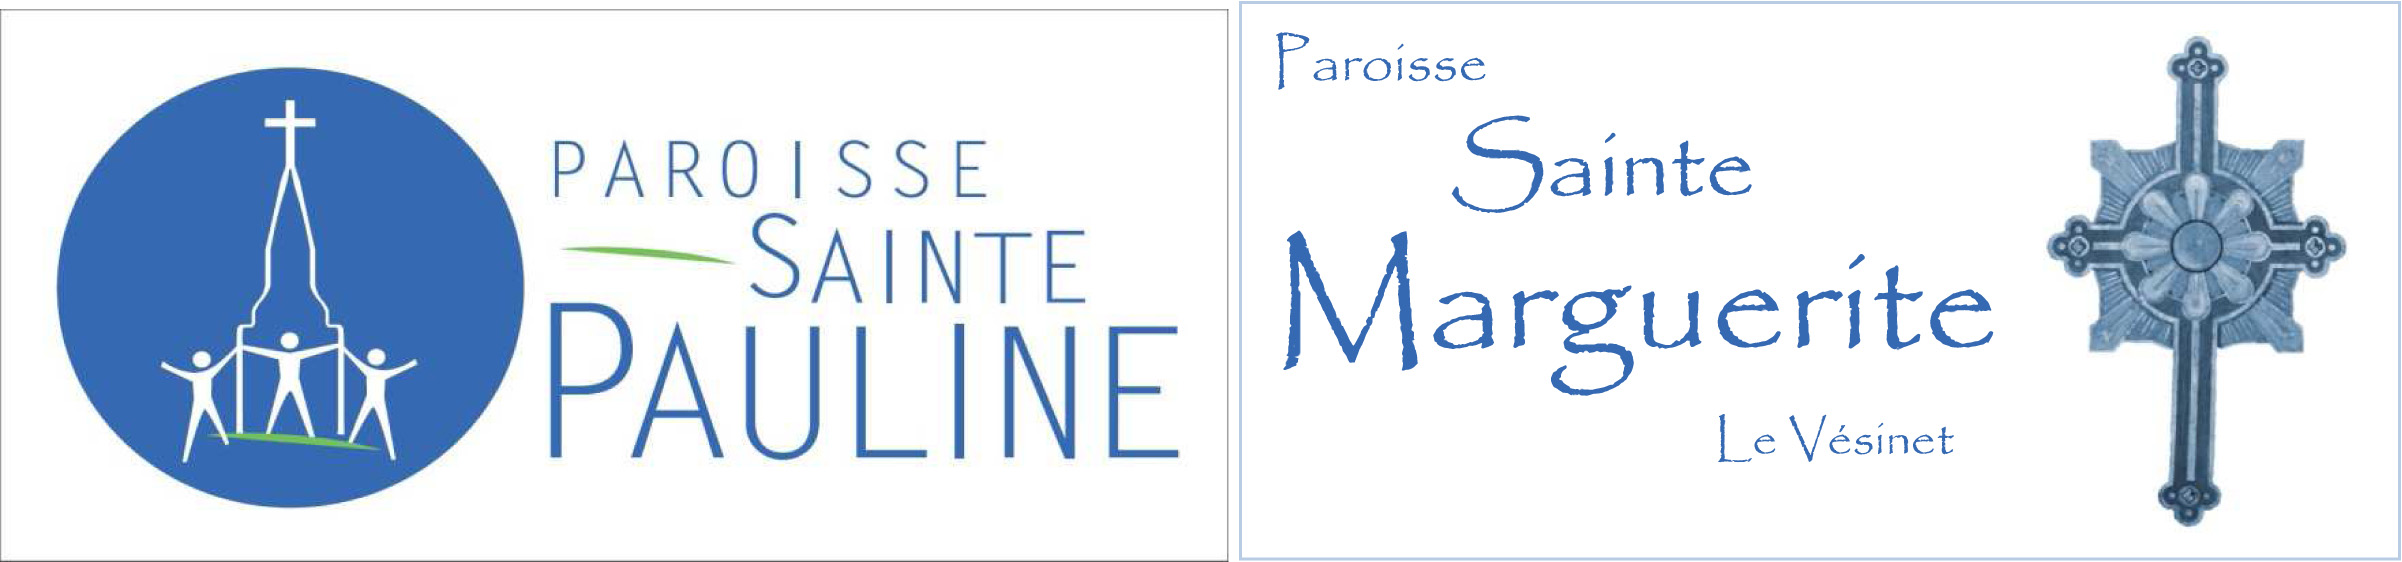 PAROISSE
SAINTE
PAULINE
Paroisse
Sainte
Marguerite
Le Vésinet